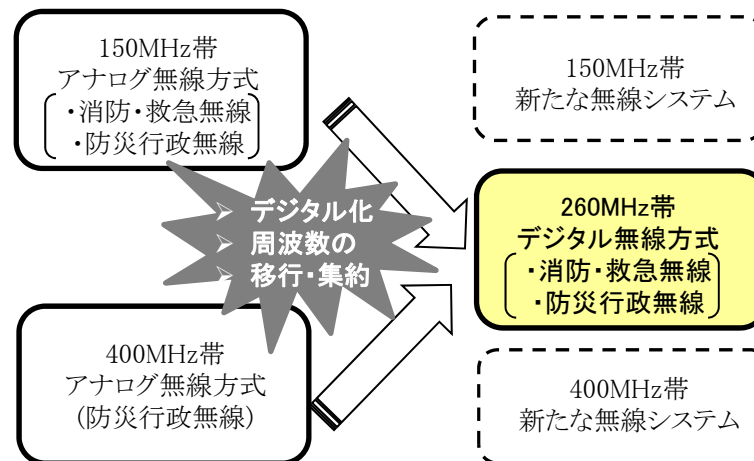 150MHz帯
アナログ無線方式
・消防・救急無線
・防災行政無線
400MHz帯
アナログ無線方式
(防災行政無線)
➢ デジタル化
➢ 周波数の
➢ 移行・集約
150MHz帯
新たな無線システム
260MHz帯
デジタル無線方式
・消防・救急無線
・防災行政無線
400MHz帯
新たな無線システム